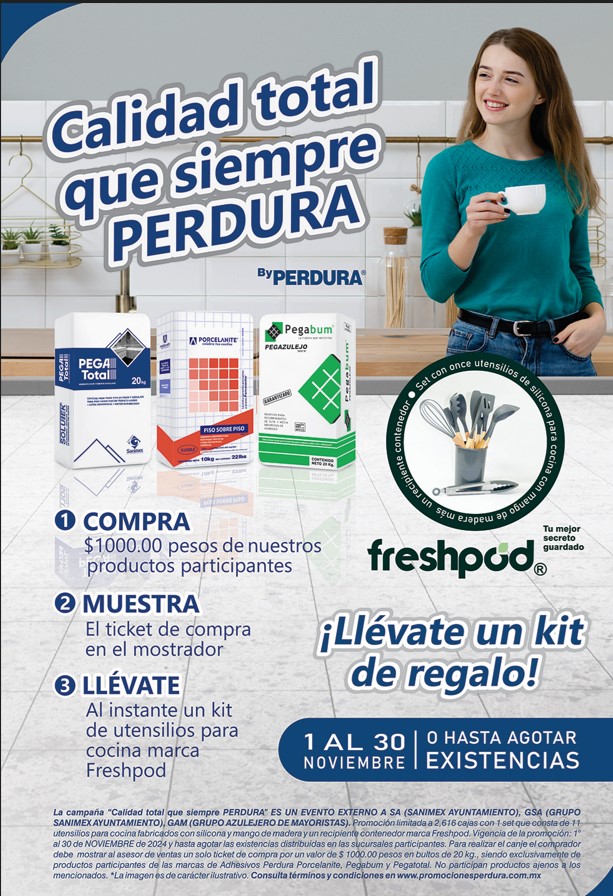 Calidad total
que siempre
PERDURA
By PERDURA®
PEGA Total
20kg
PORCELANITE
PISO SOBRE PISO
10kg 22lbs
Pegabum
PEGAZULEJO
GARANTIZADO
CONTENIDO
NETO 20 Kg.
Sanimex
Set con once utensilios de silicona para cocina con mango de madera y más un recipiente contenedor
freshpod®
Tu mejor
secreto
guardado
1 COMPRA
$1000.00 pesos de nuestros
productos participantes
2 MUESTRA
El ticket de compra
en el mostrador
3 LLÉVATE
Al instante un kit
de utensilios para
cocina marca
Freshpod
¡Llévate un kit
de regalo!
1 AL 30
NOVIEMBRE
O HASTA AGOTAR
EXISTENCIAS
La campaña "Calidad total que siempre PERDURA" ES UN EVENTO EXTERNO A SA (SANIMEX AYUNTAMIENTO), GSA (GRUPO
SANIMEX AYUNTAMIENTO), GAM (GRUPO AZULEJERO DE MAYORISTAS). Promoción limitada a 2,616 cajas con 1 set que consta de 11
utensilios para cocina fabricados con silicona y mango de madera y un recipiente contenedor marca Freshpod. Vigencia de la promoción: 1°
al 30 de NOVIEMBRE de 2024 y hasta agotar las existencias distribuidas en las sucursales participantes. Para realizar el canje el comprador
debe mostrar al asesor de ventas un solo ticket de compra por un valor de $ 1000.00 pesos en bultos de 20 kg., siendo exclusivamente de
productos participantes de las marcas de Adhesivos Perdura Porcelanite, Pegabum y Pegatotal. No participan productos ajenos a los
mencionados. *La imagen es de carácter ilustrativo. Consulta términos y condiciones en www.promocionesperdura.com.mx